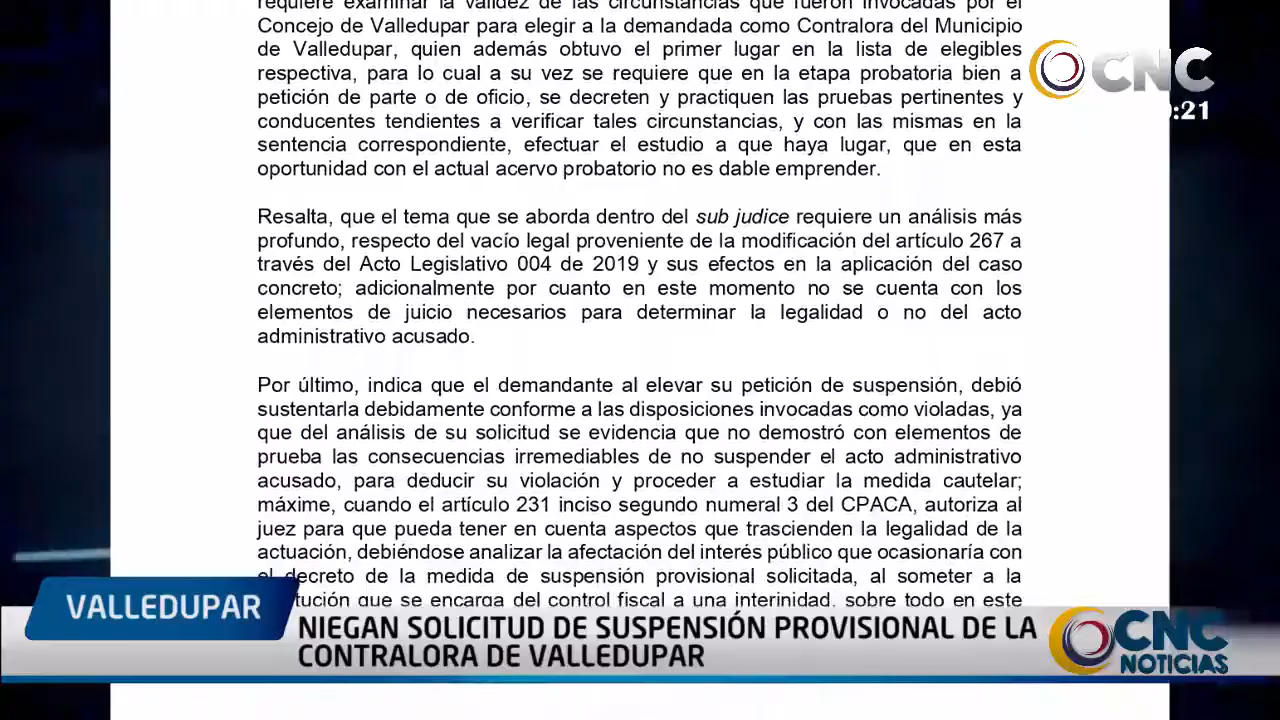 requiere examinar la validez de las circunstancias que fueron invocadas por el
Concejo de Valledupar para elegir a la demandada como Contralora del Municipio
de Valledupar, quien además obtuvo el primer lugar en la lista de elegibles
respectiva, para lo cual a su vez se requiere que en la etapa probatoria bien a
petición de parte o de oficio, se decreten y practiquen las pruebas pertinentes y
conducentes tendientes a verificar tales circunstancias, y con las mismas en la
sentencia correspondiente, efectuar el estudio a que haya lugar, que en esta
oportunidad con el actual acervo probatorio no es dable emprender.
CNC
:21
Resalta, que el tema que se aborda dentro del sub judice requiere un análisis más
profundo, respecto del vacío legal proveniente de la modificación del artículo 267 a
través del Acto Legislativo 004 de 2019 y sus efectos en la aplicación del caso
concreto; adicionalmente por cuanto en este momento no se cuenta con los
elementos de juicio necesarios para determinar la legalidad o no del acto
administrativo acusado.
Por último, indica que el demandante al elevar su petición de suspensión, debió
sustentarla debidamente conforme a las disposiciones invocadas como violadas, ya
que del análisis de su solicitud se evidencia que no demostró con elementos de
prueba las consecuencias irremediables de no suspender el acto administrativo
acusado, para deducir su violación y proceder a estudiar la medida cautelar;
máxime, cuando el artículo 231 inciso segundo numeral 3 del CPACA, autoriza al
juez para que pueda tener en cuenta aspectos que trascienden la legalidad de la
actuación, debiéndose analizar la afectación del interés público que ocasionaría con
el decreto de la medida de suspensión provisional solicitada, al someter a la
tución que se encarga del control fiscal a una interinidad, sobre todo en este
VALLEDUPAR
NIEGAN SOLICITUD DE SUSPENSIÓN PROVISIONAL DE LA
CONTRALORA DE VALLEDUPAR
CNC
NOTICIAS